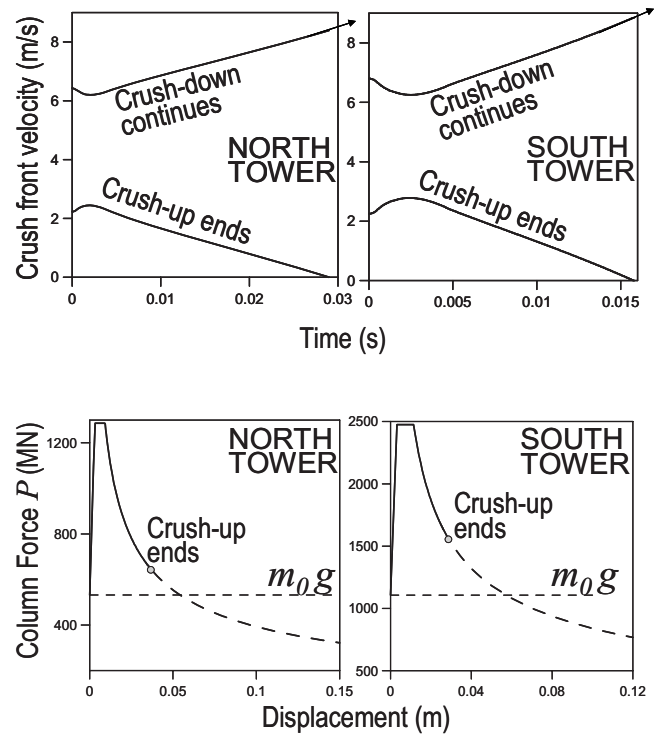 Crush front velocity (m/s)
8
6
4
2
0
Crush-down
continues
NORTH
TOWER
Crush-up ends
0
0.01
0.02
0.03
8
6
4
2
0
Crush-down
continues
SOUTH
TOWER
Crush-up ends
0
0.005
0.01
0.015
Time (s)
Column Force P (MN)
1200
800
400
NORTH
TOWER
Crush-up
ends
m₀g
0
0.05
0.1
0.15
2500
2000
1500
1000
500
SOUTH
TOWER
Crush-up
ends
m₀g
0
0.04
0.08
0.12
Displacement (m)